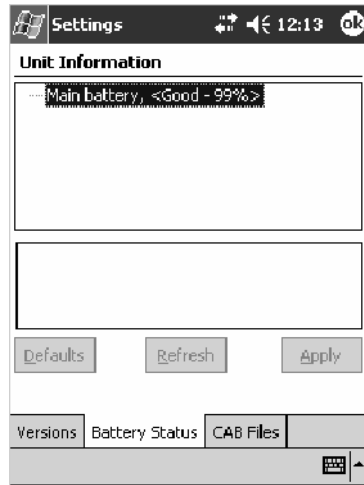 Settings 12:13 ok
Unit Information
Main battery, <Good - 99%>
Defaults Refresh Apply
Versions Battery Status CAB Files